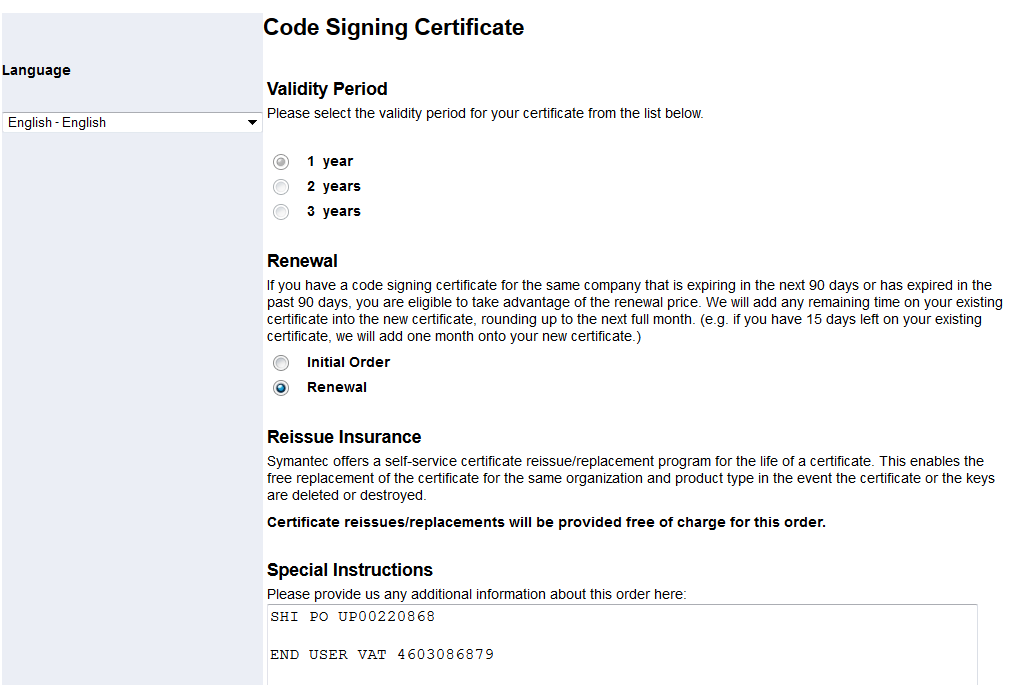 Code Signing Certificate
Language
English - English
Validity Period
Please select the validity period for your certificate from the list below.
1 year
2 years
3 years
Renewal
If you have a code signing certificate for the same company that is expiring in the next 90 days or has expired in the
past 90 days, you are eligible to take advantage of the renewal price. We will add any remaining time on your existing
certificate into the new certificate, rounding up to the next full month. (e.g. if you have 15 days left on your existing
certificate, we will add one month onto your new certificate.)
Initial Order
Renewal
Reissue Insurance
Symantec offers a self-service certificate reissue/replacement program for the life of a certificate. This enables the
free replacement of the certificate for the same organization and product type in the event the certificate or the keys
are deleted or destroyed.
Certificate reissues/replacements will be provided free of charge for this order.
Special Instructions
Please provide us any additional information about this order here:
SHI PO UP00220868
END USER VAT 4603086879